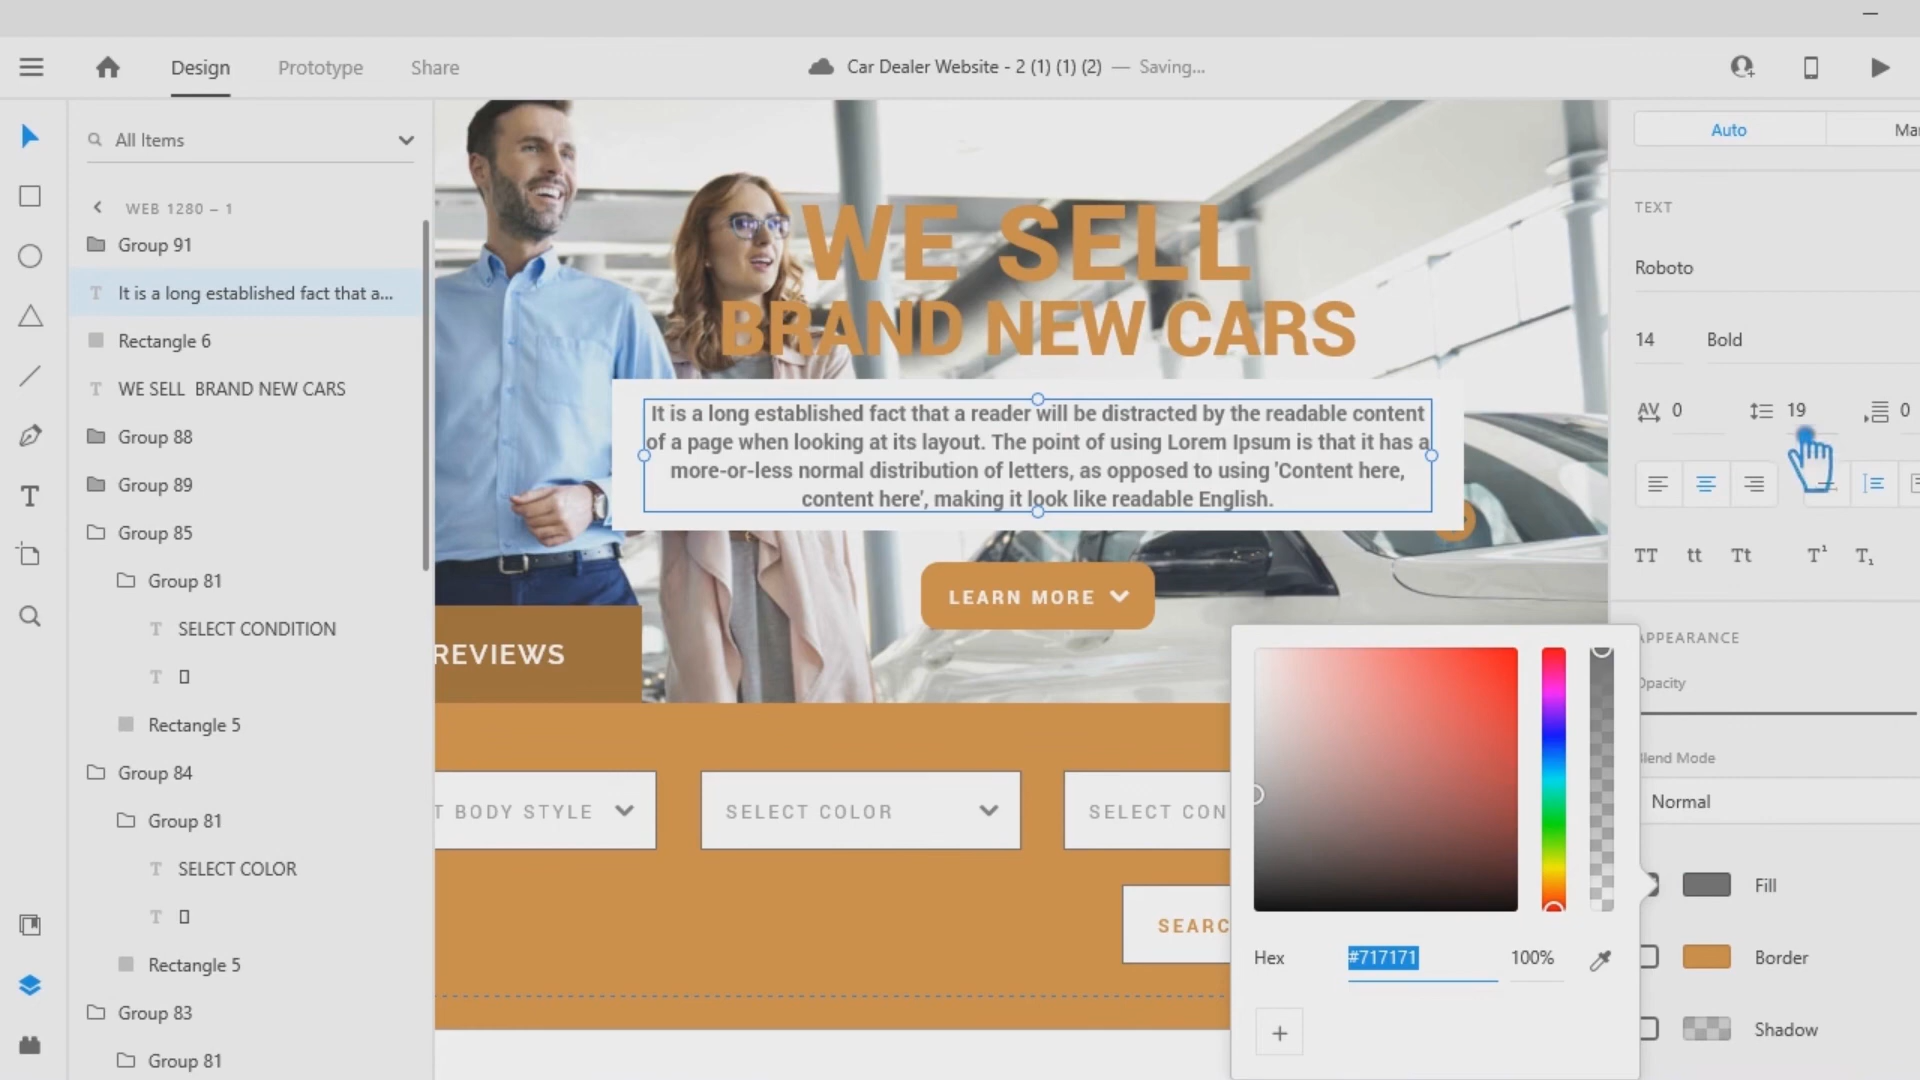 Design
Prototype
Share
Car Dealer Website - 2 (1) (1) (2) — Saving...
All Items
WEB 1280 – 1
Group 91
T It is a long established fact that a...
Rectangle 6
T WE SELL BRAND NEW CARS
Group 88
Group 89
Group 85
Group 81
T SELECT CONDITION
T
Rectangle 5
Group 84
Group 81
T SELECT COLOR
T
Rectangle 5
Group 83
Group 81
WE SELL
BRAND NEW CARS
It is a long established fact that a reader will be distracted by the readable content
of a page when looking at its layout. The point of using Lorem Ipsum is that it has a
more-or-less normal distribution of letters, as opposed to using 'Content here,
content here', making it look like readable English.
LEARN MORE
REVIEWS
T BODY STYLE
SELECT COLOR
SELECT CON
SEARC
Hex #717171 100%
+
Auto
Ma
TEXT
Roboto
14 Bold
AV 0 19 0
TT tt Tt T¹ T₁
APPEARANCE
Opacity
Blend Mode
Normal
Fill
Border
Shadow